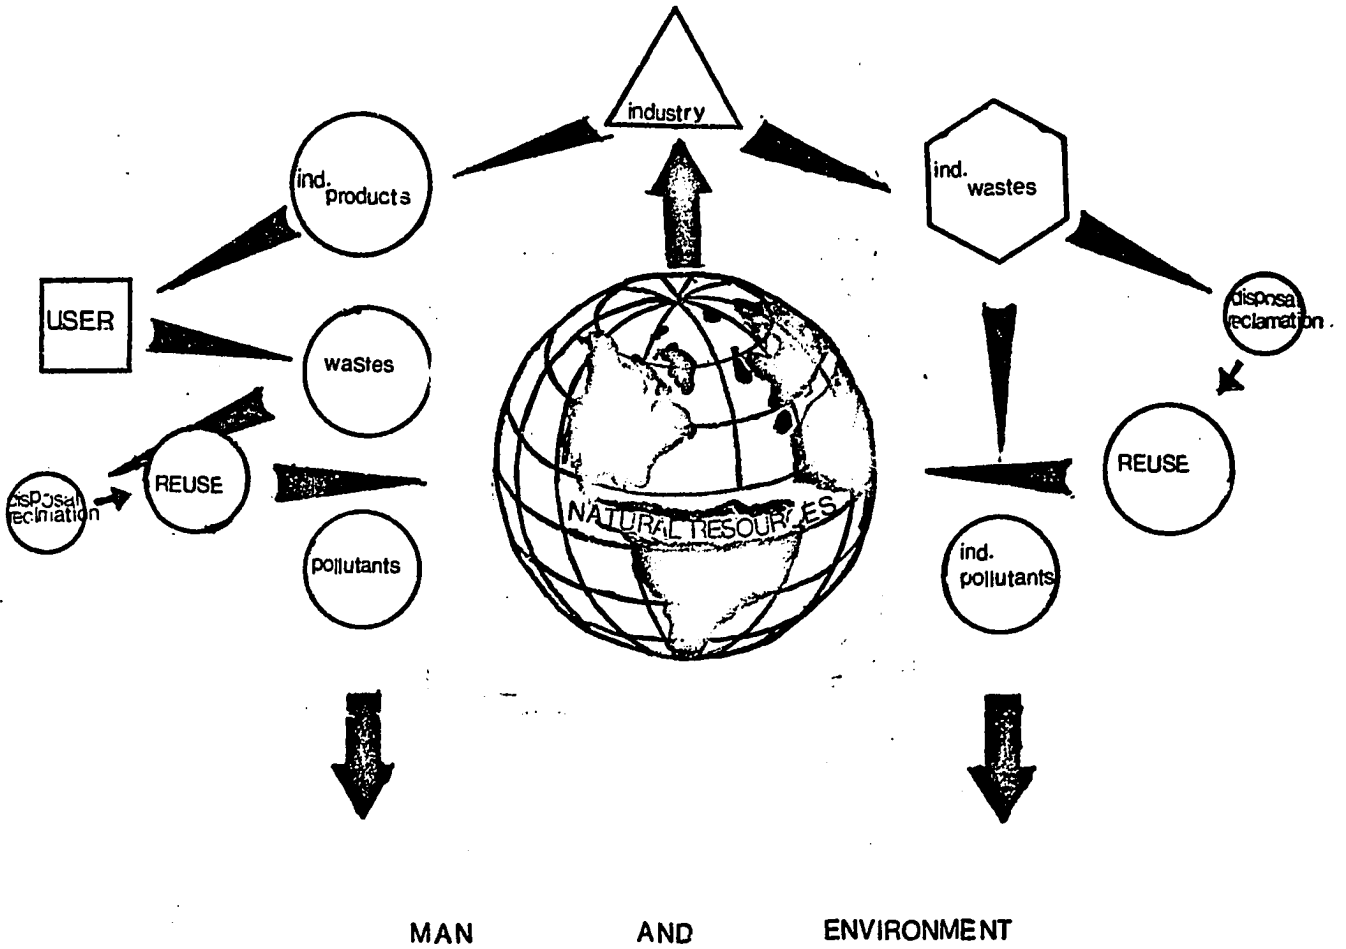 industry
ind.
products
ind.
wastes
USER
waStes
disposal
reclamation
REUSE
REUSE
disposal
NATURAL RESOURCES
pollutants
ind.
pollutants
MAN AND ENVIRONMENT